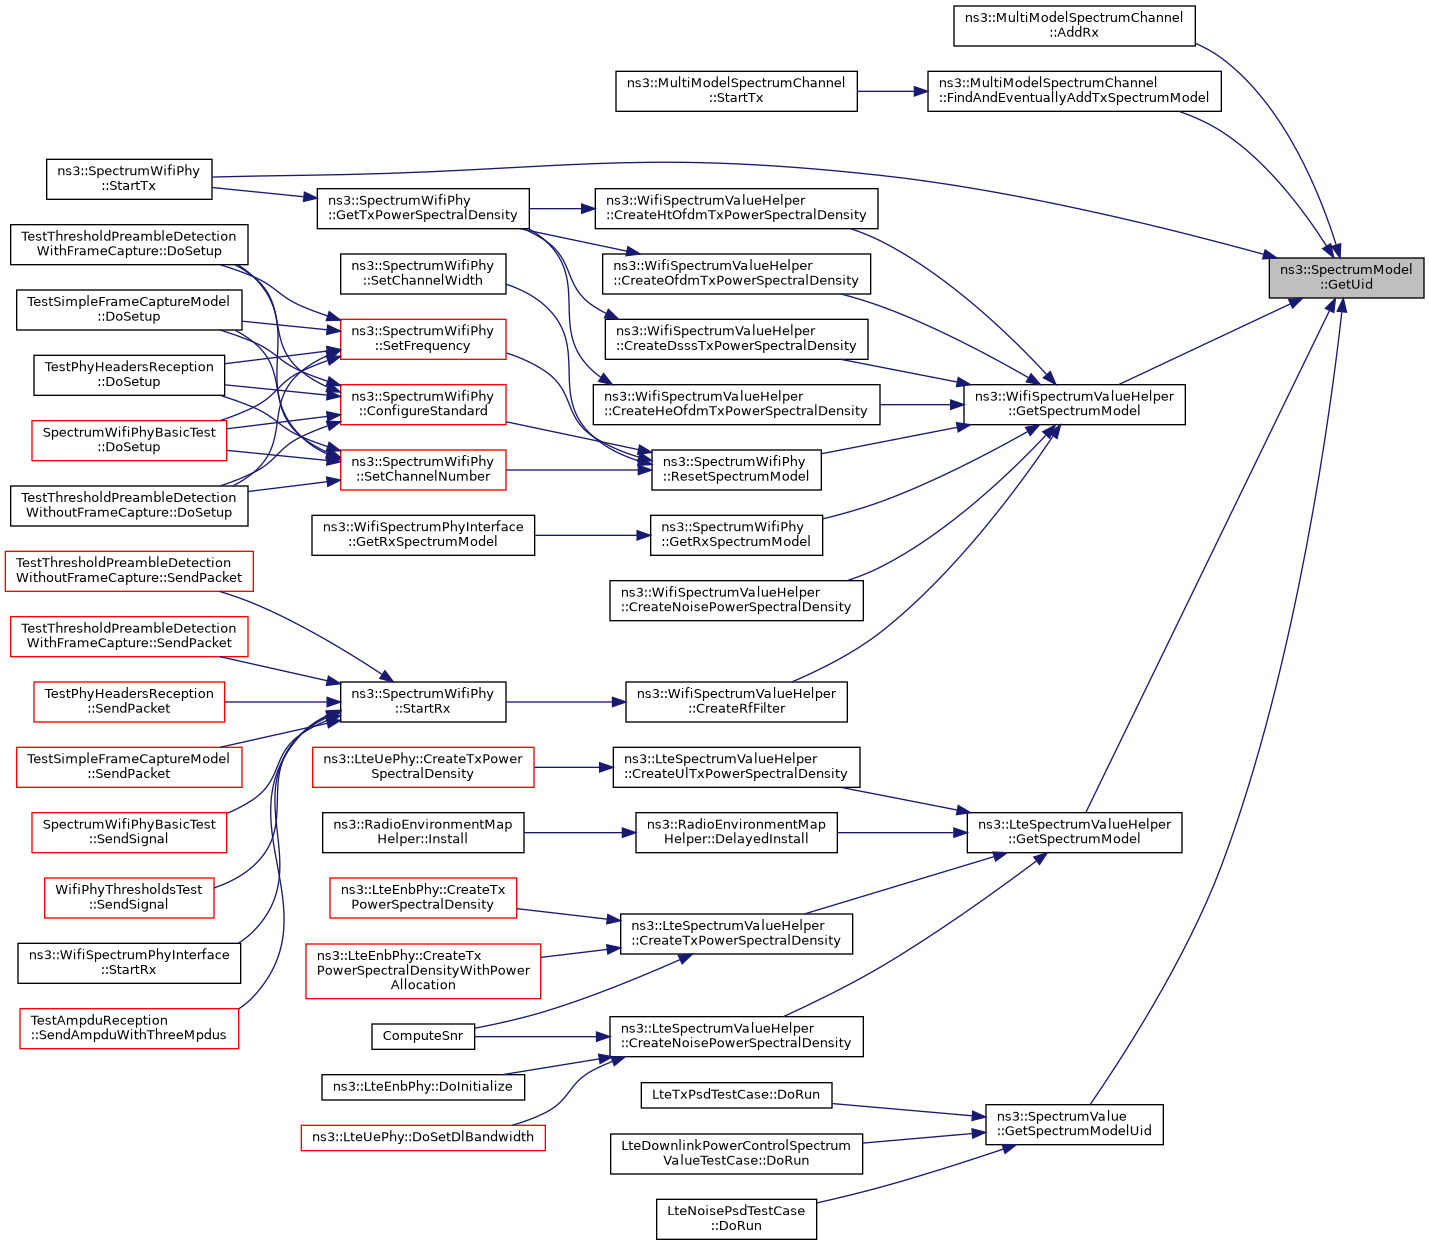 ns3::MultiModelSpectrumChannel
::AddRx
ns3::MultiModelSpectrumChannel
::StartTx
ns3::MultiModelSpectrumChannel
::FindAndEventuallyAddTxSpectrumModel
ns3::SpectrumWifiPhy
::StartTx
ns3::SpectrumWifiPhy
::GetTxPowerSpectralDensity
ns3::WifiSpectrumValueHelper
::CreateHtOfdmTxPowerSpectralDensity
TestThresholdPreambleDetection
WithFrameCapture::DoSetup
ns3::SpectrumWifiPhy
::SetChannelWidth
ns3::WifiSpectrumValueHelper
::CreateOfdmTxPowerSpectralDensity
ns3::SpectrumModel
::GetUid
TestSimpleFrameCaptureModel
::DoSetup
ns3::SpectrumWifiPhy
::SetFrequency
ns3::WifiSpectrumValueHelper
::CreateDsssTxPowerSpectralDensity
TestPhyHeadersReception
::DoSetup
ns3::SpectrumWifiPhy
::ConfigureStandard
ns3::WifiSpectrumValueHelper
::CreateHeOfdmTxPowerSpectralDensity
ns3::WifiSpectrumValueHelper
::GetSpectrumModel
SpectrumWifiPhyBasicTest
::DoSetup
ns3::SpectrumWifiPhy
::SetChannelNumber
ns3::SpectrumWifiPhy
::ResetSpectrumModel
TestThresholdPreambleDetection
WithoutFrameCapture::DoSetup
ns3::WifiSpectrumPhyInterface
::GetRxSpectrumModel
ns3::SpectrumWifiPhy
::GetRxSpectrumModel
TestThresholdPreambleDetection
WithoutFrameCapture::SendPacket
ns3::WifiSpectrumValueHelper
::CreateNoisePowerSpectralDensity
TestThresholdPreambleDetection
WithFrameCapture::SendPacket
TestPhyHeadersReception
::SendPacket
ns3::SpectrumWifiPhy
::StartRx
ns3::WifiSpectrumValueHelper
::CreateRfFilter
TestSimpleFrameCaptureModel
::SendPacket
ns3::LteUePhy::CreateTxPower
SpectralDensity
ns3::LteSpectrumValueHelper
::CreateUlTxPowerSpectralDensity
SpectrumWifiPhyBasicTest
::SendSignal
ns3::RadioEnvironmentMap
Helper::Install
ns3::RadioEnvironmentMap
Helper::DelayedInstall
ns3::LteSpectrumValueHelper
::GetSpectrumModel
WifiPhyThresholdsTest
::SendSignal
ns3::LteEnbPhy::CreateTx
PowerSpectralDensity
ns3::LteSpectrumValueHelper
::CreateTxPowerSpectralDensity
ns3::WifiSpectrumPhyInterface
::StartRx
ns3::LteEnbPhy::CreateTx
PowerSpectralDensityWithPower
Allocation
TestAmpduReception
::SendAmpduWithThreeMpdus
ComputeSnr
ns3::LteSpectrumValueHelper
::CreateNoisePowerSpectralDensity
ns3::LteEnbPhy::DoInitialize
LteTxPsdTestCase::DoRun
ns3::SpectrumValue
::GetSpectrumModelUid
ns3::LteUePhy::DoSetDlBandwidth
LteDownlinkPowerControlSpectrum
ValueTestCase::DoRun
LteNoisePsdTestCase
::DoRun